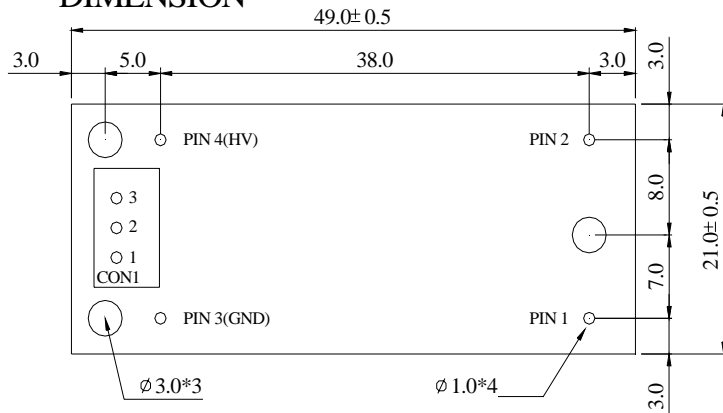 DIMENSION
49.0± 0.5
3.0 5.0 38.0 3.0
3.0
PIN 4(HV) PIN 2
8.0
3
2
1
CON1
21.0± 0.5
7.0
PIN 3(GND) PIN 1
⌀3.0*3 ⌀1.0*4
3.0